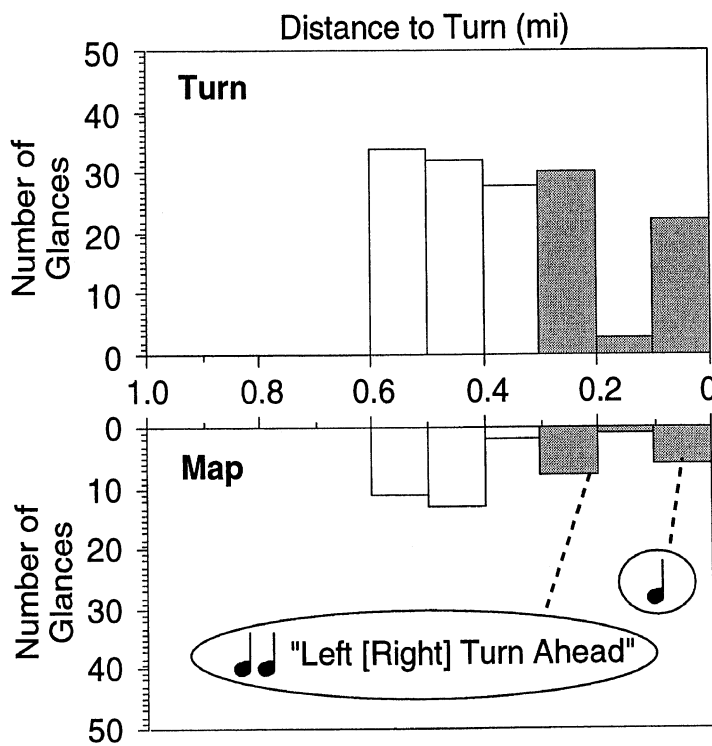 Distance to Turn (mi)
50
Turn
40
30
20
10
0
Number of
Glances
1.0 0.8 0.6 0.4 0.2 0
0
Map
10
20
30
40
50
Number of
Glances
"Left [Right] Turn Ahead"